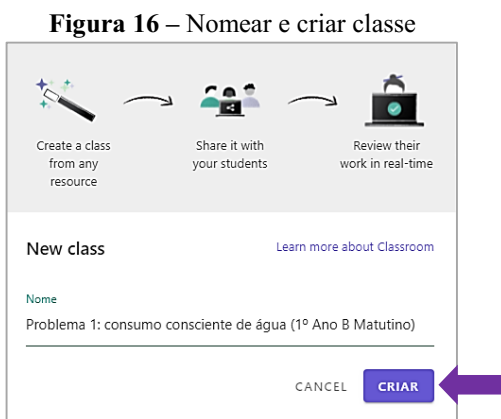 Figura 16 – Nomear e criar classe
Create a class
from any
resource
Share it with
your students
Review their
work in real-time
New class
Learn more about Classroom
Nome
Problema 1: consumo consciente de água (1º Ano B Matutino)
CANCEL
CRIAR